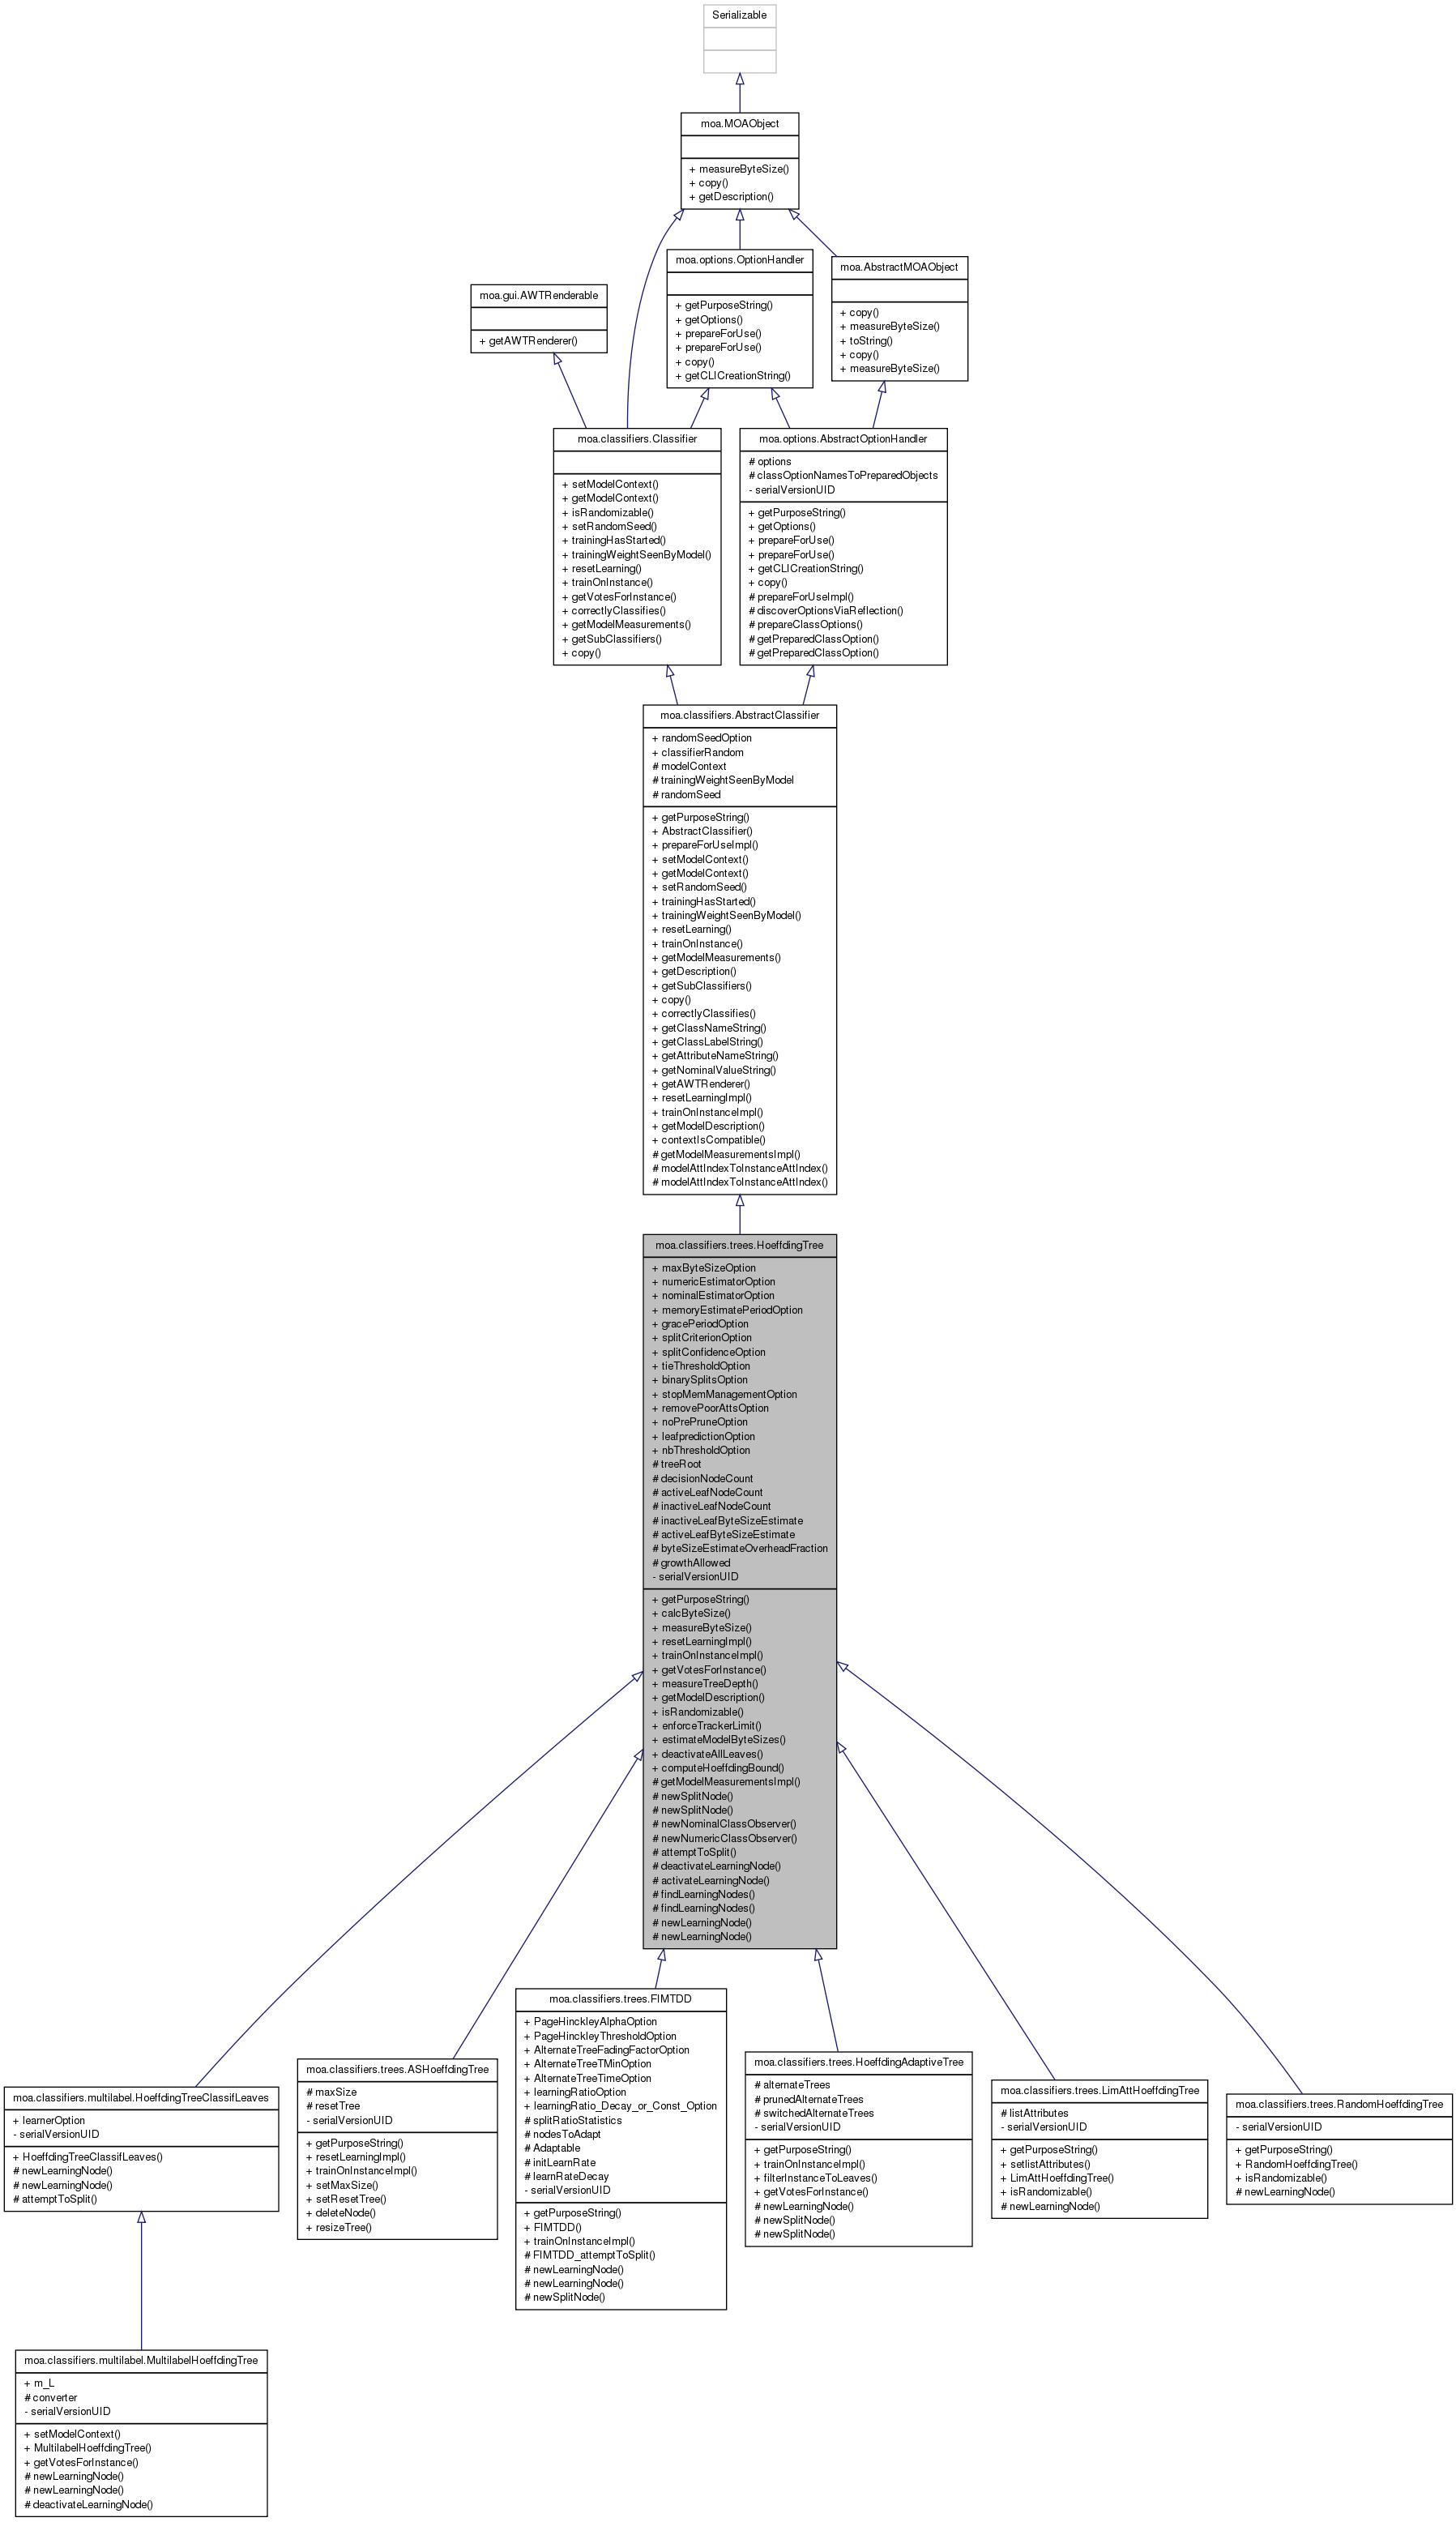 Serializable
moa.MOAObject
+ measureByteSize()
+ copy()
+ getDescription()
moa.options.OptionHandler
+ getPurposeString()
+ getOptions()
+ prepareForUse()
+ prepareForUse()
+ copy()
+ getCLICreationString()
moa.AbstractMOAObject
+ copy()
+ measureByteSize()
+ toString()
+ copy()
+ measureByteSize()
moa.gui.AWTRenderable
+ getAWTRenderer()
moa.classifiers.Classifier
+ setModelContext()
+ getModelContext()
+ isRandomizable()
+ setRandomSeed()
+ trainingHasStarted()
+ trainingWeightSeenByModel()
+ resetLearning()
+ trainOnInstance()
+ getVotesForInstance()
+ correctlyClassifies()
+ getModelMeasurements()
+ getSubClassifiers()
+ copy()
moa.options.AbstractOptionHandler
# options
# classOptionNamesToPreparedObjects
- serialVersionUID
+ getPurposeString()
+ getOptions()
+ prepareForUse()
+ prepareForUse()
+ getCLICreationString()
+ copy()
# prepareForUseImpl()
# discoverOptionsViaReflection()
# prepareClassOptions()
# getPreparedClassOption()
# getPreparedClassOption()
moa.classifiers.AbstractClassifier
+ randomSeedOption
+ classifierRandom
# modelContext
# trainingWeightSeenByModel
# randomSeed
+ getPurposeString()
+ AbstractClassifier()
+ prepareForUseImpl()
+ setModelContext()
+ getModelContext()
+ setRandomSeed()
+ trainingHasStarted()
+ trainingWeightSeenByModel()
+ resetLearning()
+ trainOnInstance()
+ getModelMeasurements()
+ getDescription()
+ getSubClassifiers()
+ copy()
+ correctlyClassifies()
+ getClassNameString()
+ getClassLabelString()
+ getAttributeNameString()
+ getNominalValueString()
+ getAWTRenderer()
+ resetLearningImpl()
+ trainOnInstanceImpl()
+ getModelDescription()
+ contextIsCompatible()
# getModelMeasurementsImpl()
# modelAttIndexToInstanceAttIndex()
# modelAttIndexToInstanceAttIndex()
moa.classifiers.trees.HoeffdingTree
+ maxByteSizeOption
+ numericEstimatorOption
+ nominalEstimatorOption
+ memoryEstimatePeriodOption
+ gracePeriodOption
+ splitCriterionOption
+ splitConfidenceOption
+ tieThresholdOption
+ binarySplitsOption
+ stopMemManagementOption
+ removePoorAttsOption
+ noPrePruneOption
+ leafpredictionOption
+ nbThresholdOption
# treeRoot
# decisionNodeCount
# activeLeafNodeCount
# inactiveLeafNodeCount
# inactiveLeafByteSizeEstimate
# activeLeafByteSizeEstimate
# byteSizeEstimateOverheadFraction
# growthAllowed
- serialVersionUID
+ getPurposeString()
+ calcByteSize()
+ measureByteSize()
+ resetLearningImpl()
+ trainOnInstanceImpl()
+ getVotesForInstance()
+ measureTreeDepth()
+ getModelDescription()
+ isRandomizable()
+ enforceTrackerLimit()
+ estimateModelByteSizes()
+ deactivateAllLeaves()
+ computeHoeffdingBound()
# getModelMeasurementsImpl()
# newSplitNode()
# newSplitNode()
# newNominalClassObserver()
# newNumericClassObserver()
# attemptToSplit()
# deactivateLearningNode()
# activateLearningNode()
# findLearningNodes()
# findLearningNodes()
# newLearningNode()
# newLearningNode()
moa.classifiers.multilabel.HoeffdingTreeClassifLeaves
+ learnerOption
- serialVersionUID
+ HoeffdingTreeClassifLeaves()
# newLearningNode()
# newLearningNode()
# attemptToSplit()
moa.classifiers.trees.ASHoeffdingTree
# maxSize
# resetTree
- serialVersionUID
+ getPurposeString()
+ resetLearningImpl()
+ trainOnInstanceImpl()
+ setMaxSize()
+ setResetTree()
+ deleteNode()
+ resizeTree()
moa.classifiers.trees.FIMTDD
+ PageHinckleyAlphaOption
+ PageHinckleyThresholdOption
+ AlternateTreeFadingFactorOption
+ AlternateTreeTMinOption
+ AlternateTreeTimeOption
+ learningRatioOption
+ learningRatio_Decay_or_Const_Option
# splitRatioStatistics
# nodesToAdapt
# Adaptable
# initLearnRate
# learnRateDecay
- serialVersionUID
+ getPurposeString()
+ FIMTDD()
+ trainOnInstanceImpl()
# FIMTDD_attemptToSplit()
# newLearningNode()
# newLearningNode()
# newSplitNode()
moa.classifiers.trees.HoeffdingAdaptiveTree
# alternateTrees
# prunedAlternateTrees
# switchedAlternateTrees
- serialVersionUID
+ getPurposeString()
+ trainOnInstanceImpl()
+ filterInstanceToLeaves()
+ getVotesForInstance()
# newLearningNode()
# newSplitNode()
# newSplitNode()
moa.classifiers.trees.LimAttHoeffdingTree
# listAttributes
- serialVersionUID
+ getPurposeString()
+ setlistAttributes()
+ LimAttHoeffdingTree()
+ isRandomizable()
# newLearningNode()
moa.classifiers.trees.RandomHoeffdingTree
- serialVersionUID
+ getPurposeString()
+ RandomHoeffdingTree()
+ isRandomizable()
# newLearningNode()
moa.classifiers.multilabel.MultilabelHoeffdingTree
+ m_L
# converter
- serialVersionUID
+ setModelContext()
+ MultilabelHoeffdingTree()
+ getVotesForInstance()
# newLearningNode()
# newLearningNode()
# deactivateLearningNode()